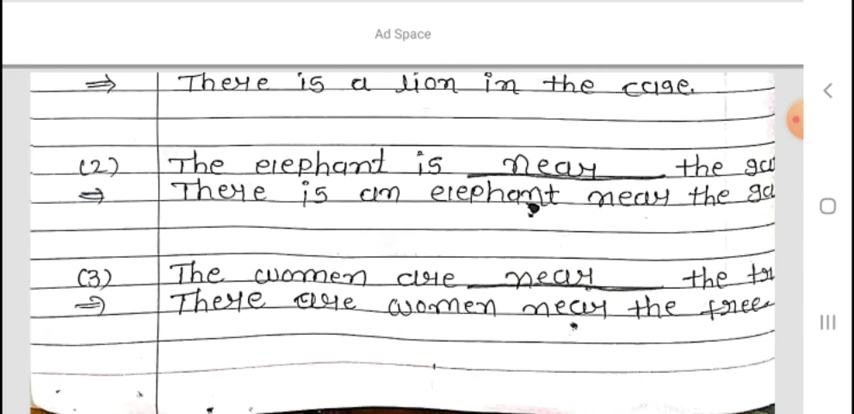 Ad Space
⇒ There is a lion in the cage.
(2) The elephant is near the
⇒ There is an elephant near the
(3) The women are near the
⇒ There are women near the tree